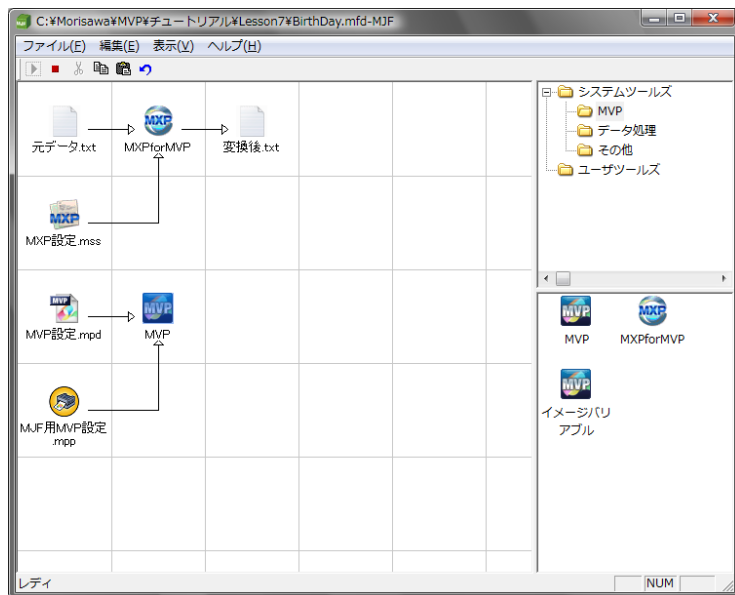 C:¥Morisawa¥MVP¥チュートリアル¥Lesson7¥BirthDay.mfd-MJF
ファイル(F) 編集(E) 表示(V) ヘルプ(H)
元データ.txt
MXP
MXPforMVP
変換後.txt
MXP
MXP設定.mss
MVP
MVP設定.mpd
MVP
MVP
MJF用MVP設定
.mpp
システムツールズ
MVP
データ処理
その他
ユーザツールズ
MVP
MVP
MXP
MXPforMVP
MVP
イメージバリ
アブル
レディ
NUM